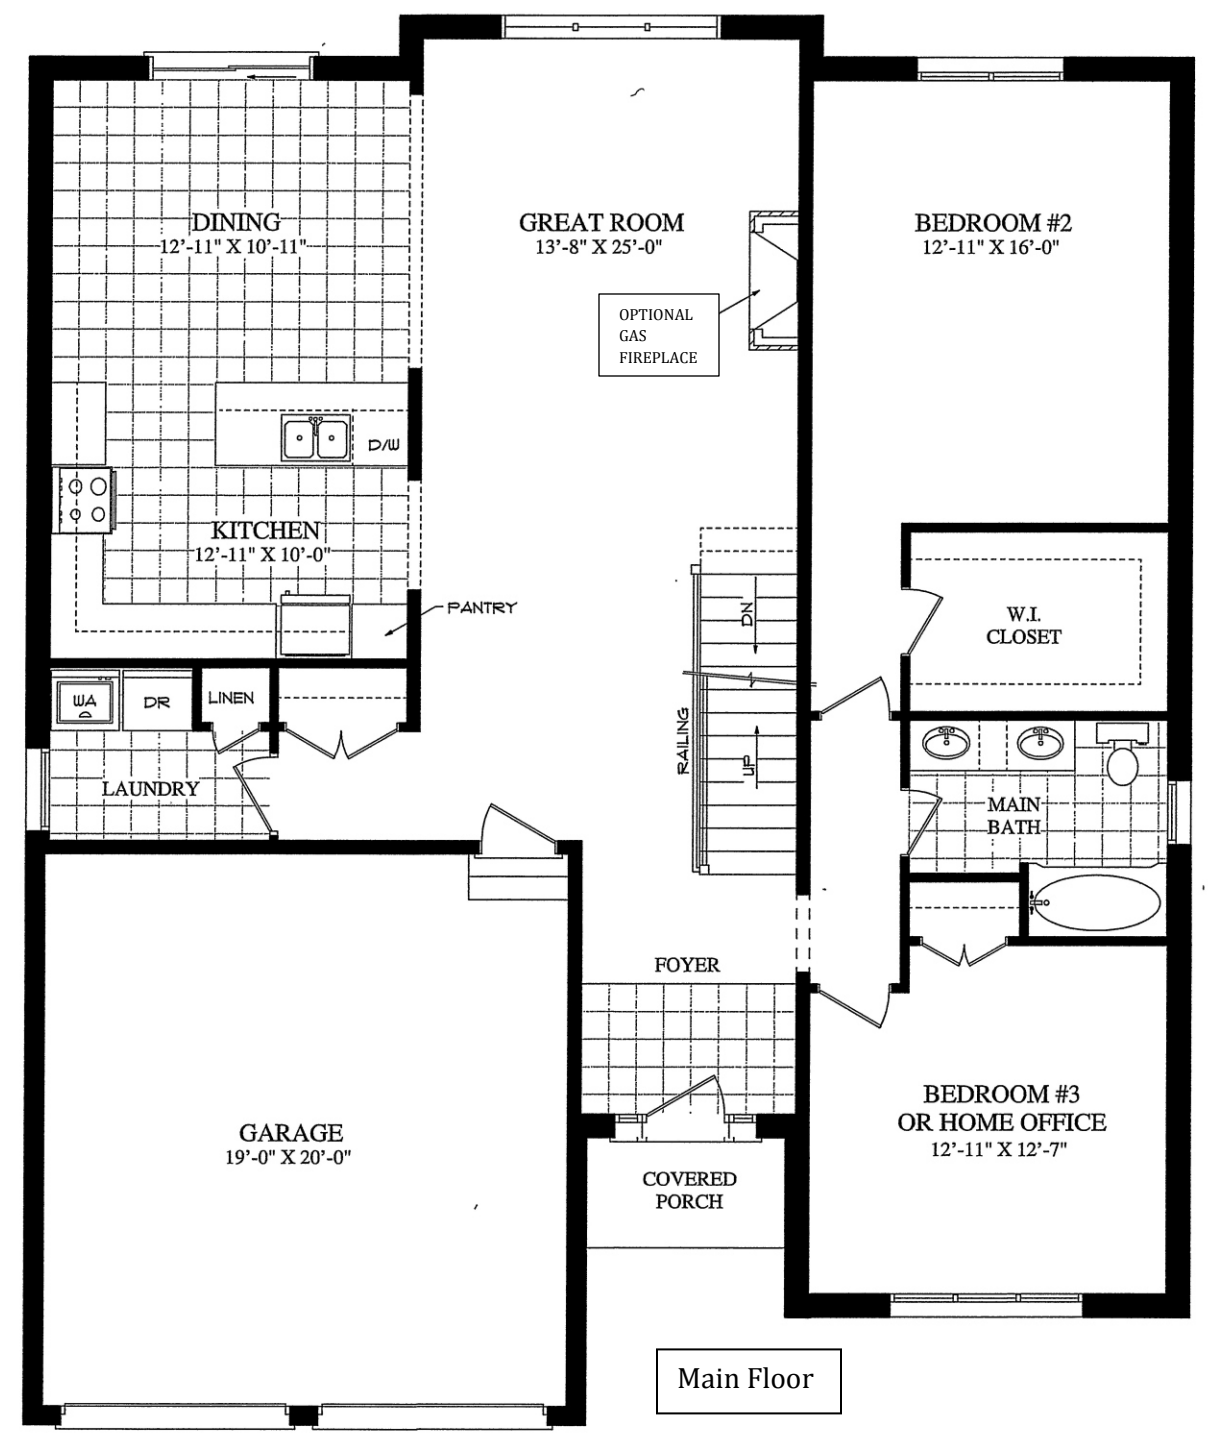 DINING
12'-11" X 10'-11"
GREAT ROOM
13'-8" X 25'-0"
BEDROOM #2
12'-11" X 16'-0"
OPTIONAL
GAS
FIREPLACE
D/W
KITCHEN
12'-11" X 10'-0"
PANTRY
DN
W.I.
CLOSET
WA
DR
LINEN
RAILING
UP
LAUNDRY
MAIN
BATH
FOYER
BEDROOM #3
OR HOME OFFICE
12'-11" X 12'-7"
GARAGE
19'-0" X 20'-0"
COVERED
PORCH
Main Floor